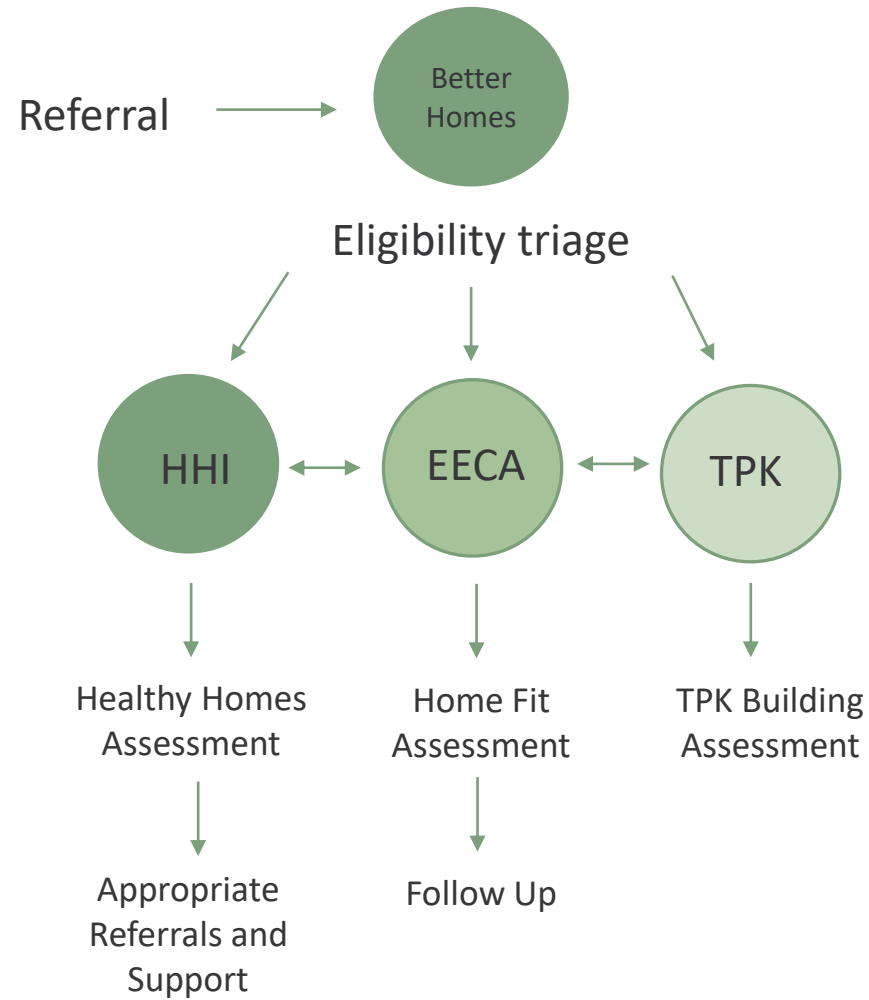 Better
Homes
Referral
Eligibility triage
HHI
EECA
TPK
Healthy Homes
Assessment
Home Fit
Assessment
TPK Building
Assessment
Appropriate
Referrals and
Support
Follow Up